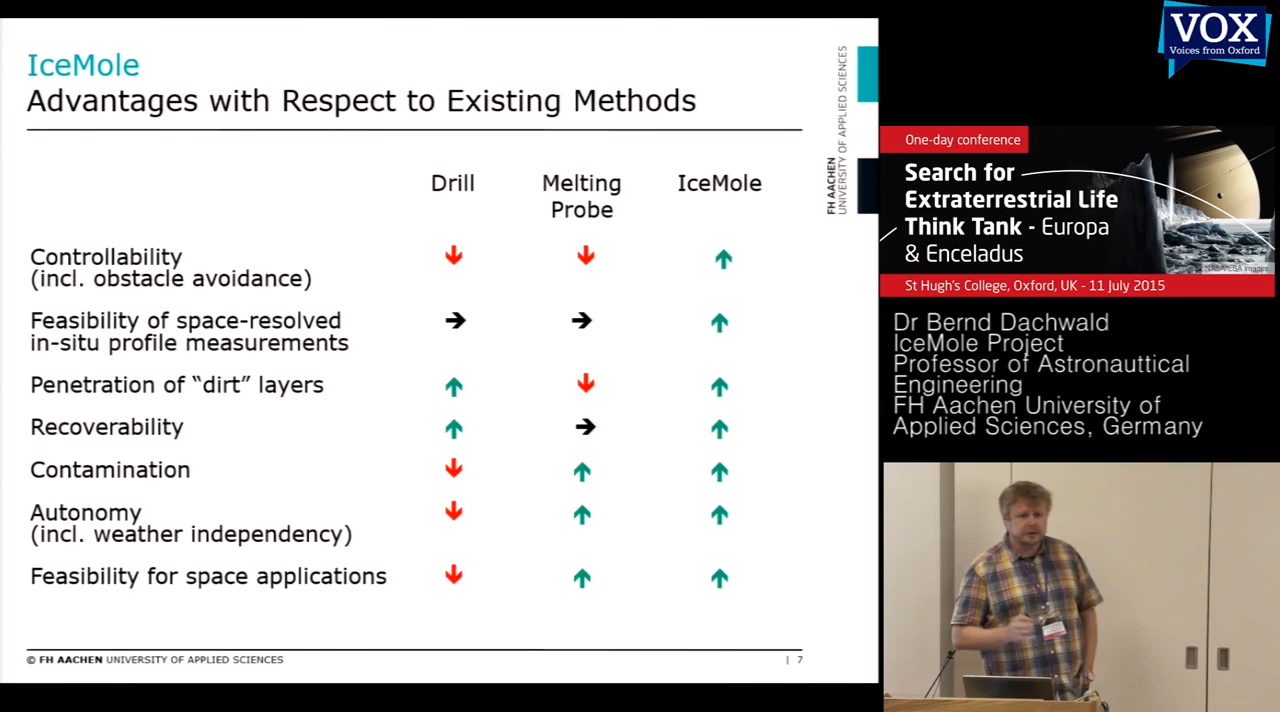 IceMole
Advantages with Respect to Existing Methods
FH AACHEN
UNIVERSITY OF APPLIED SCIENCES
Drill
Melting
Probe
IceMole
Controllability
(incl. obstacle avoidance)
Feasibility of space-resolved
in-situ profile measurements
Penetration of “dirt” layers
Recoverability
Contamination
Autonomy
(incl. weather independency)
Feasibility for space applications
© FH AACHEN UNIVERSITY OF APPLIED SCIENCES
| 7
VOX
Voices from Oxford
One-day conference
Search for
Extraterrestrial Life
Think Tank - Europa
& Enceladus
NASA/ESA images
St Hugh's College, Oxford, UK - 11 July 2015
Dr Bernd Dachwald
IceMole Project
Professor of Astronauttical
Engineering
FH Aachen University of
Applied Sciences, Germany